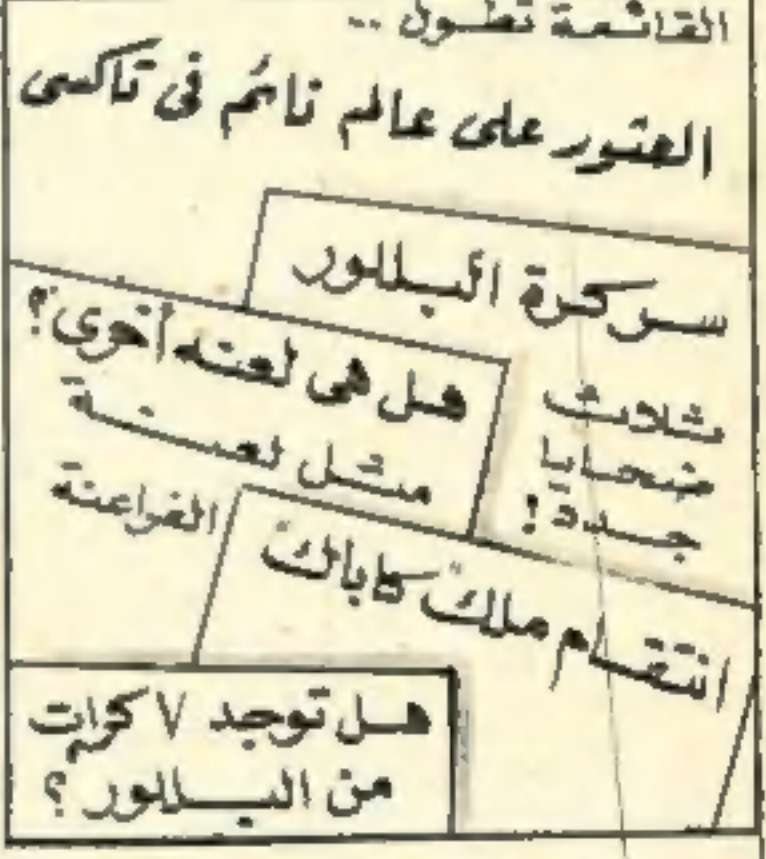 القائمة تطول ..
العثور على عالم نائم فى تاكسى
سر كرة البللور
ثلاث
ضحايا
جدد !
هل هى لعنه أخرى ؟
مثل لعنة
الفراعنة
انتقام ملك كاباك
هل توجد ٧ كرات
من البللور ؟